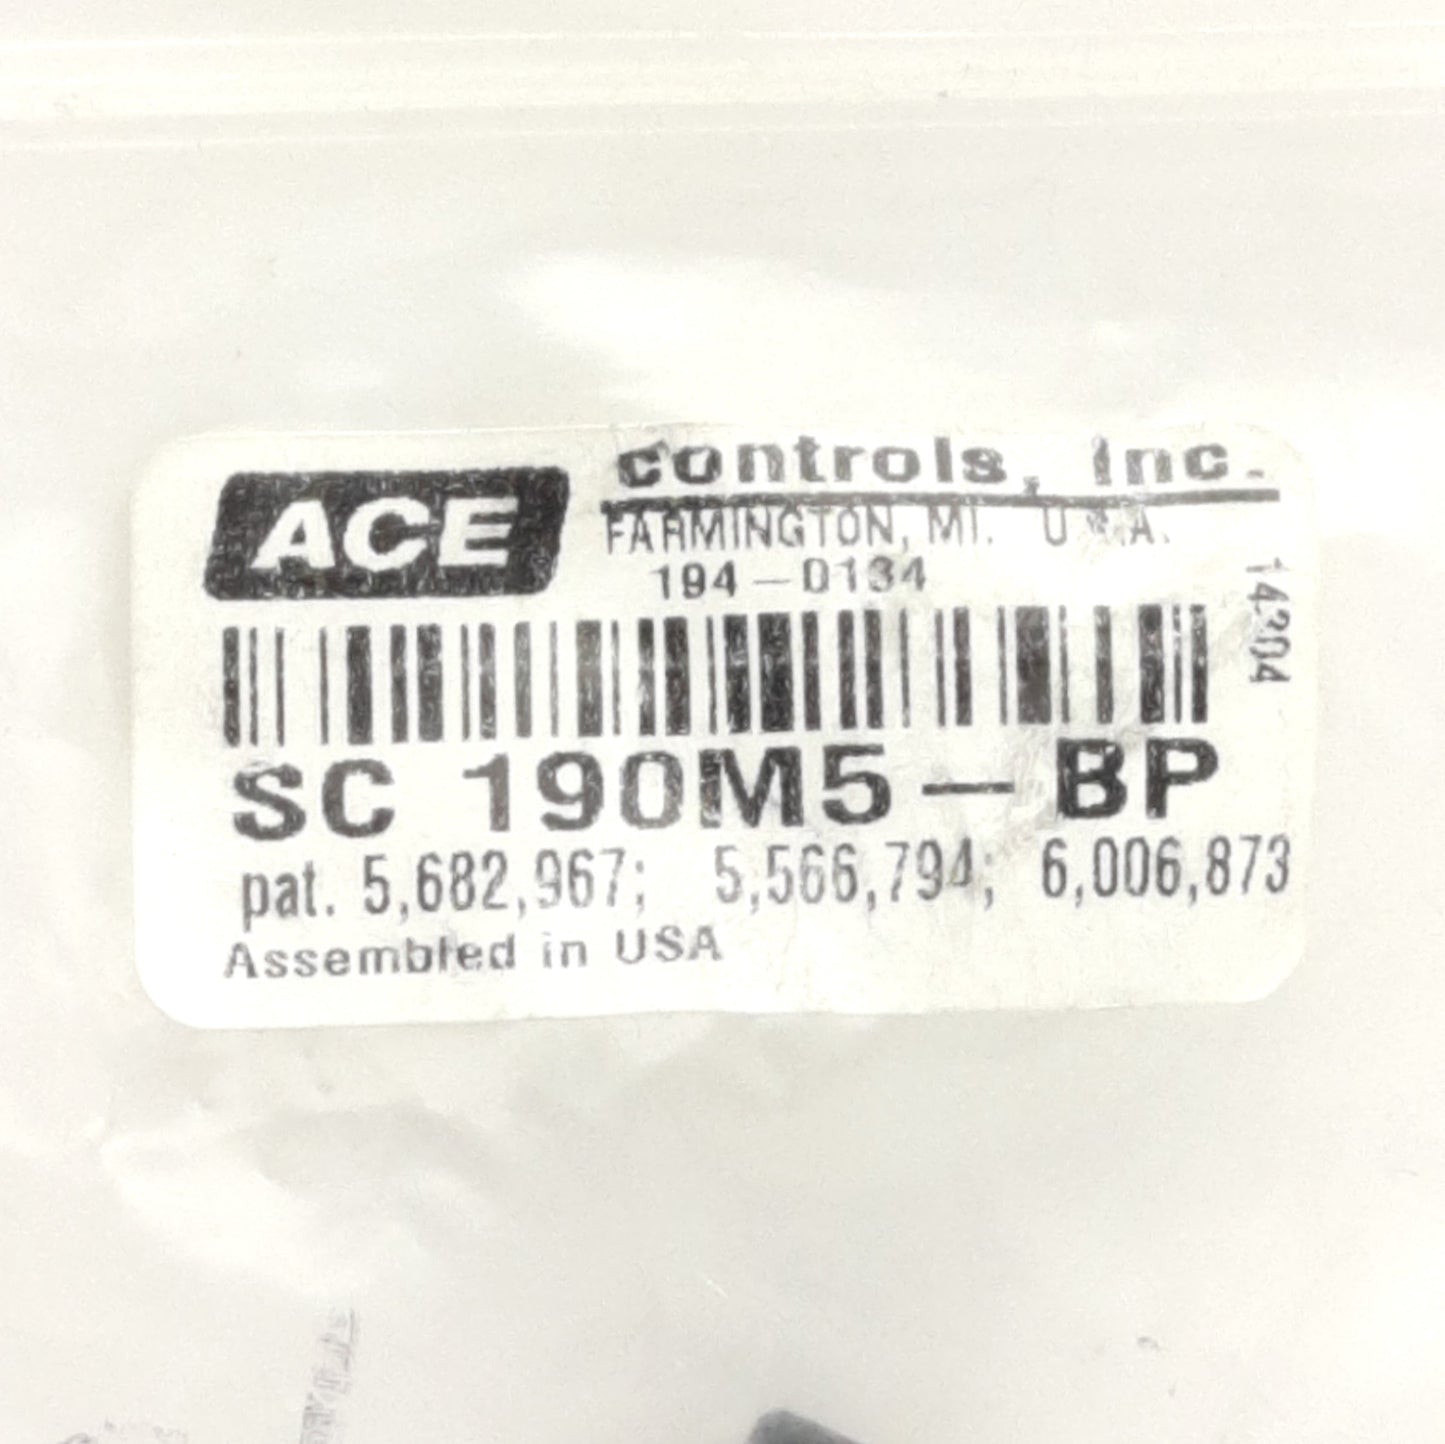 ACE controls, inc.
FARMINGTON, MI. U.S.A.
194-0134
14304
SC 190M5-BP
pat. 5,682,967; 5,566,794; 6,006,873
Assembled in USA